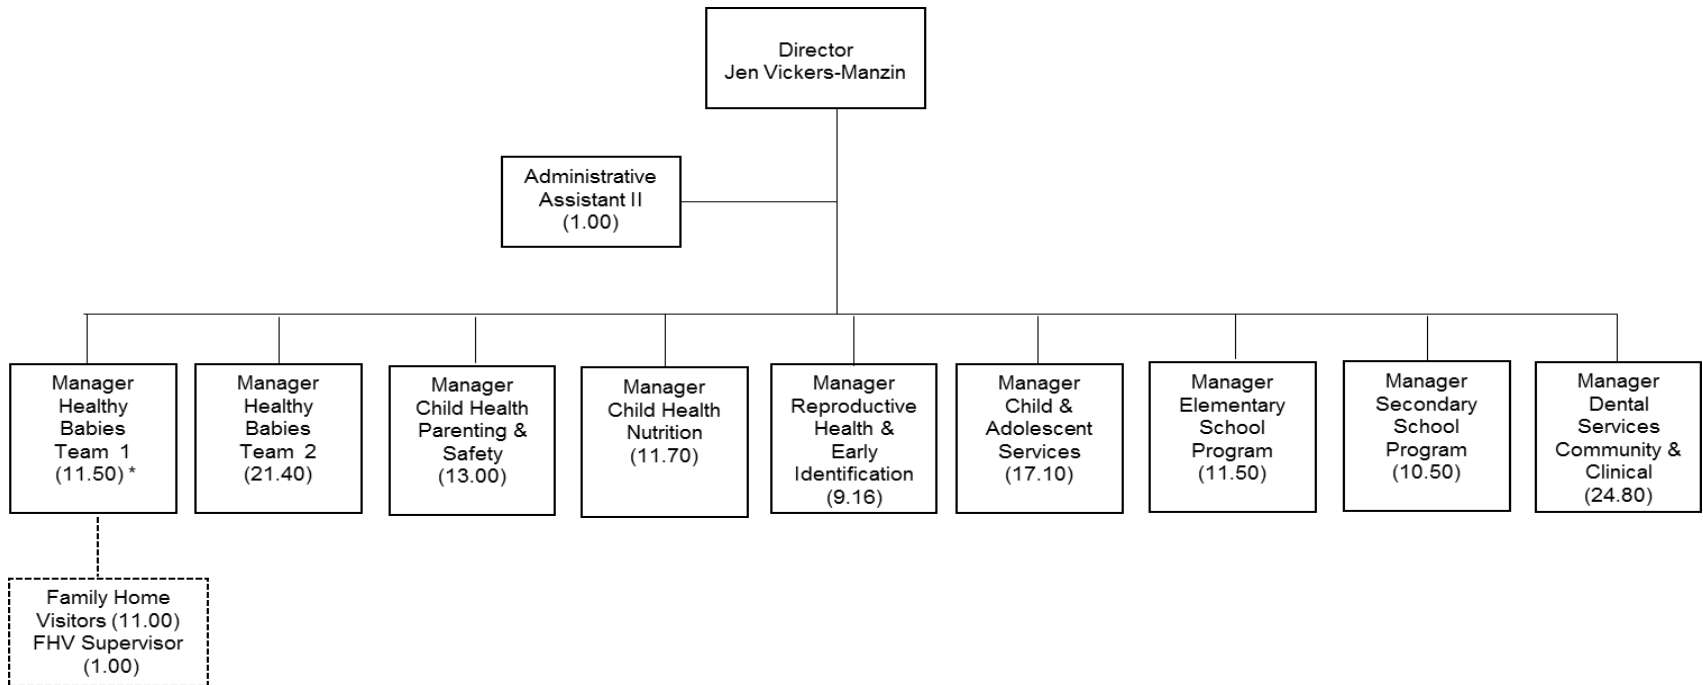 Director
Jen Vickers-Manzin
Administrative
Assistant II
(1.00)
Manager
Healthy
Babies
Team 1
(11.50) *
Manager
Healthy
Babies
Team 2
(21.40)
Manager
Child Health
Parenting &
Safety
(13.00)
Manager
Child Health
Nutrition
(11.70)
Manager
Reproductive
Health &
Early
Identification
(9.16)
Manager
Child &
Adolescent
Services
(17.10)
Manager
Elementary
School
Program
(11.50)
Manager
Secondary
School
Program
(10.50)
Manager
Dental
Services
Community &
Clinical
(24.80)
Family Home
Visitors (11.00)
FHV Supervisor
(1.00)